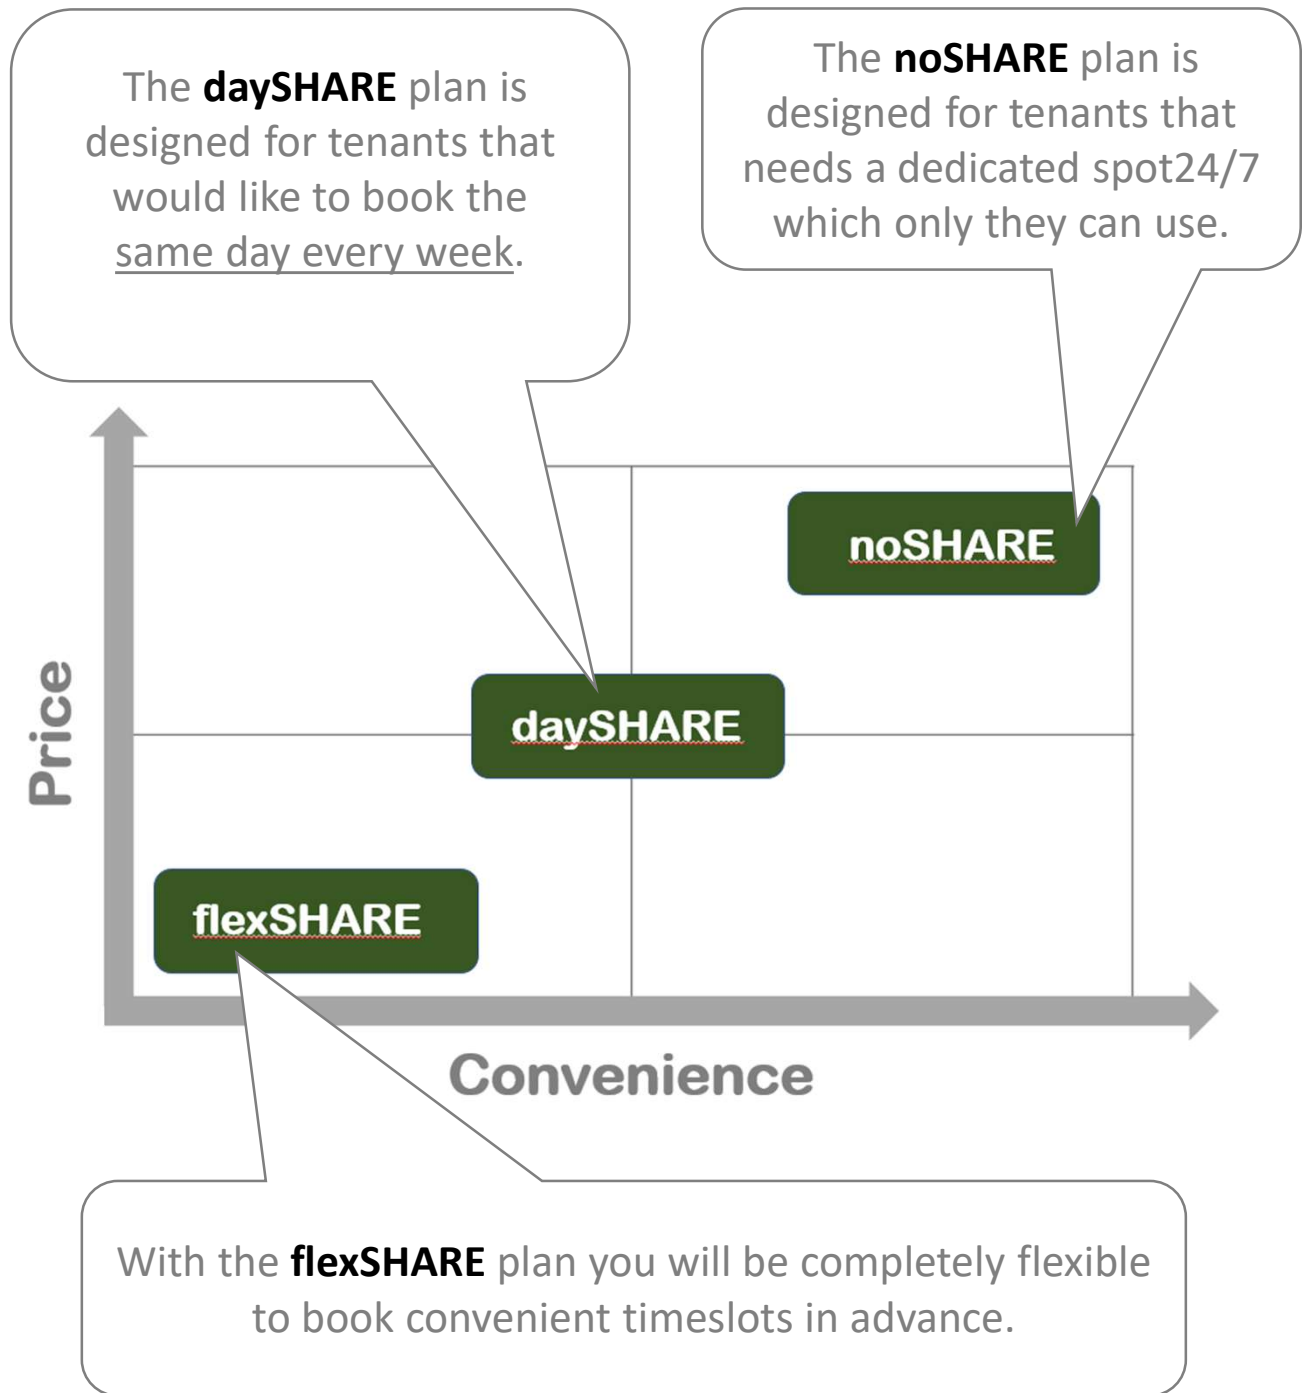 The daySHARE plan is
designed for tenants that
would like to book the
same day every week.
The noSHARE plan is
designed for tenants that
needs a dedicated spot24/7
which only they can use.
noSHARE
daySHARE
flexSHARE
Price
Convenience
With the flexSHARE plan you will be completely flexible
to book convenient timeslots in advance.